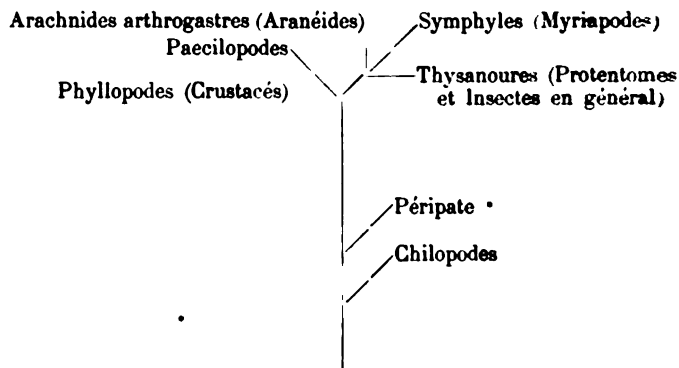 Arachnides arthrogastres (Aranéides)
Symphyles (Myriapodes)
Paecilopodes
Thysanoures (Protentomes
et Insectes en général)
Phyllopodes (Crustacés)
Péripate
Chilopodes